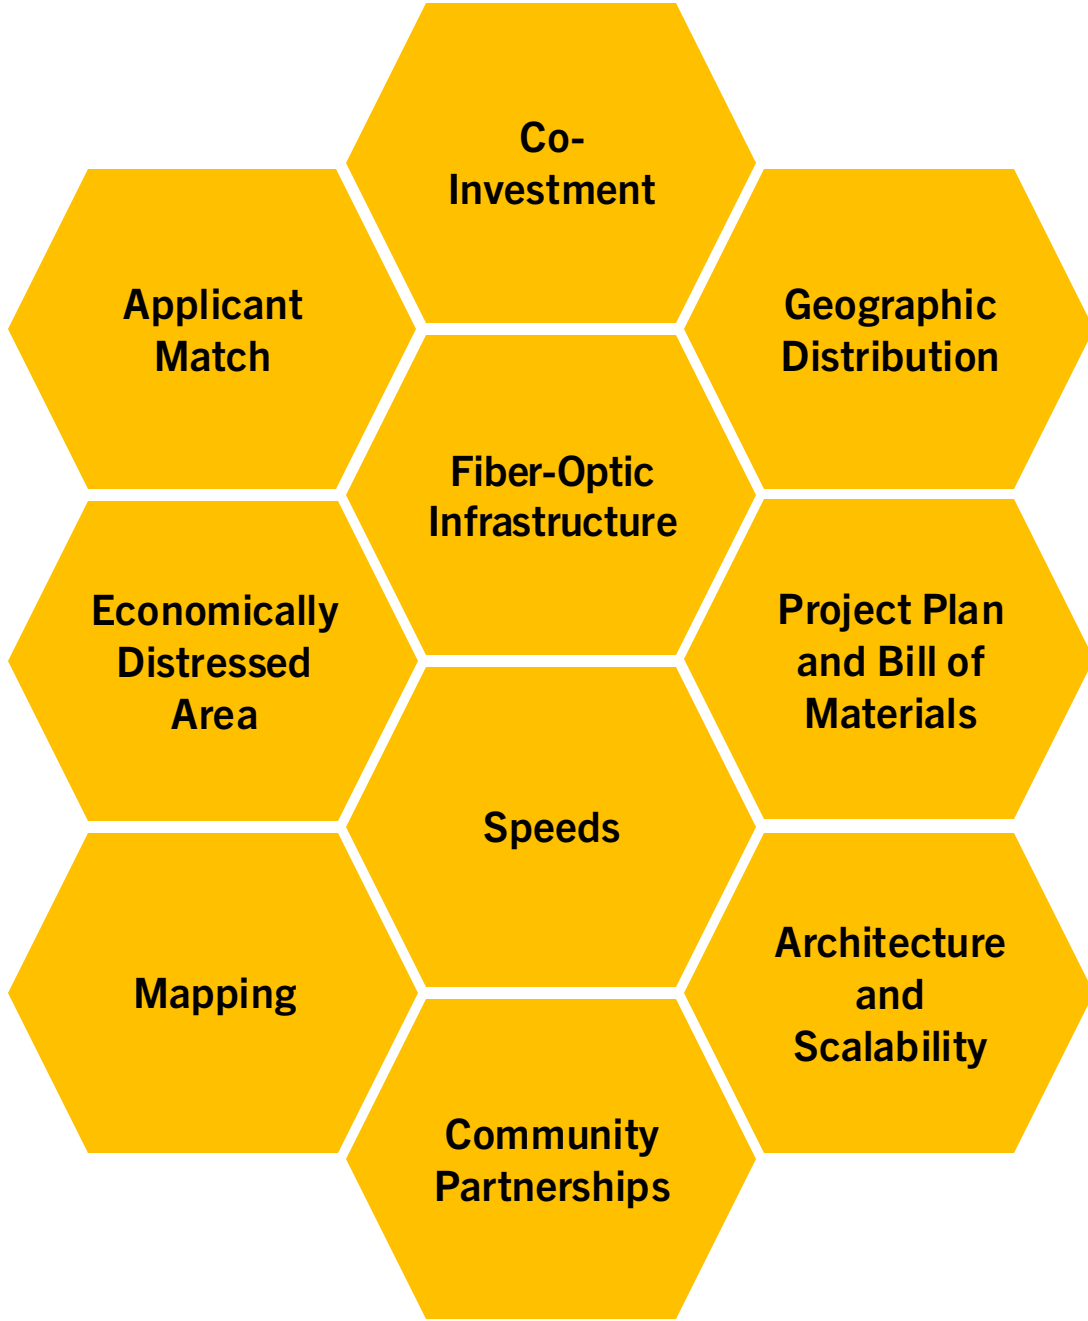 Co-
Investment
Applicant
Match
Geographic
Distribution
Fiber-Optic
Infrastructure
Economically
Distressed
Area
Project Plan
and Bill of
Materials
Speeds
Mapping
Architecture
and
Scalability
Community
Partnerships